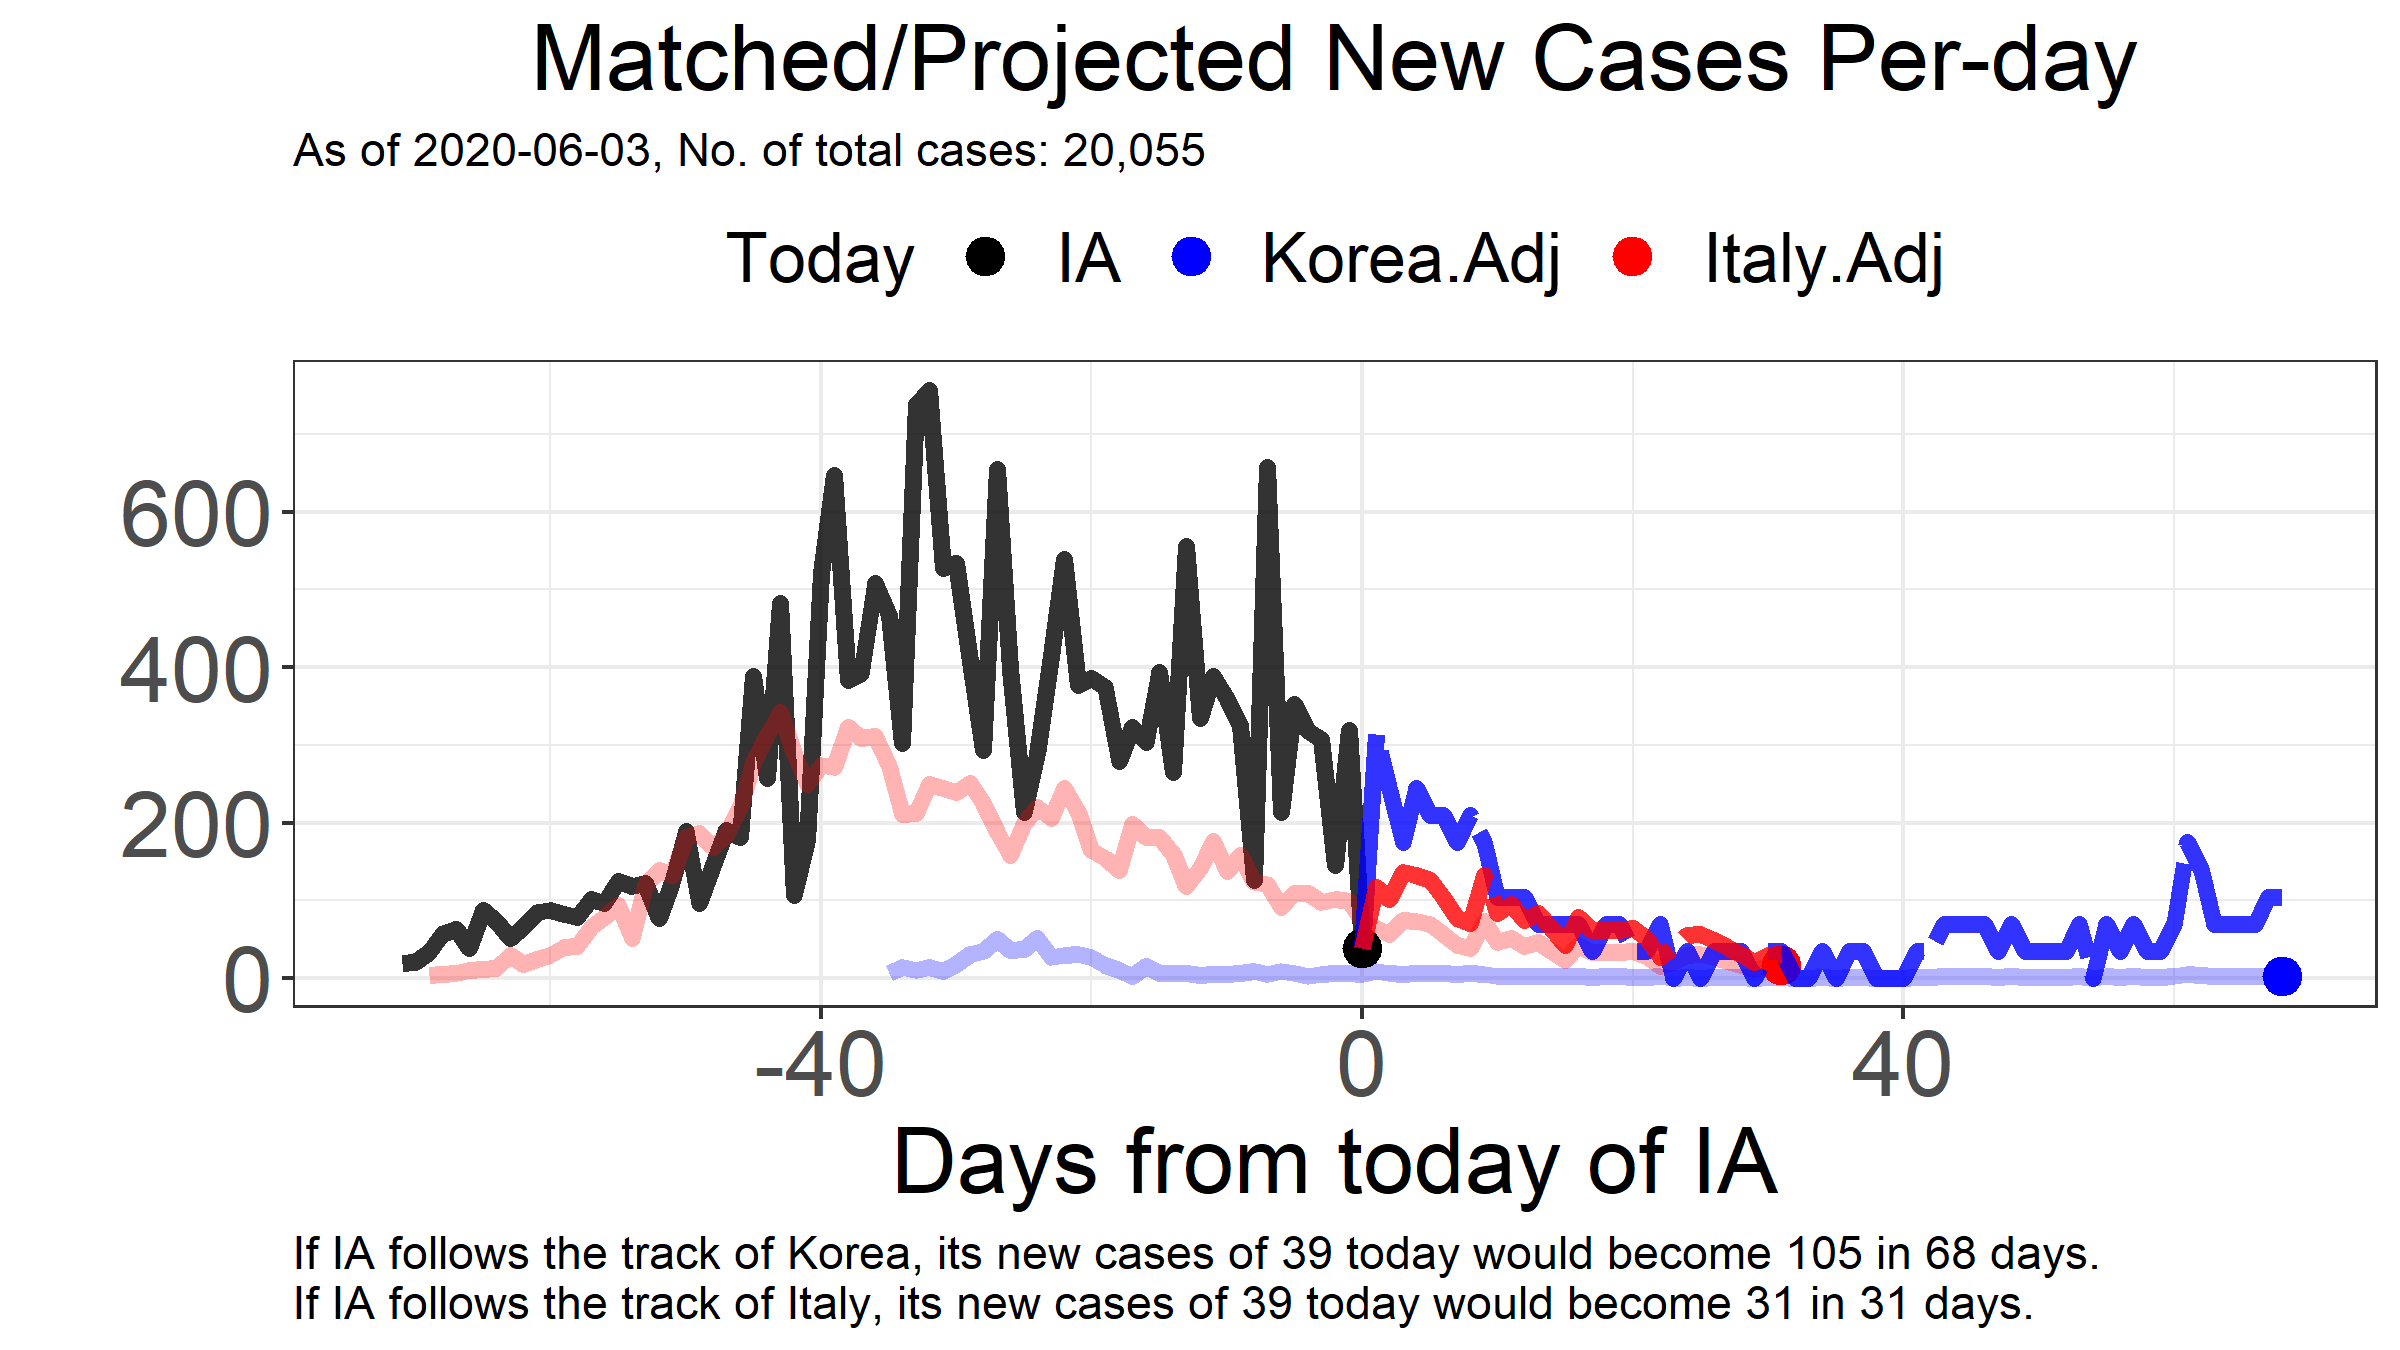 Matched/Projected New Cases Per-day
As of 2020-06-03, No. of total cases: 20,055
Today IA Korea.Adj Italy.Adj
600
400
200
0
-40 0 40
Days from today of IA
If IA follows the track of Korea, its new cases of 39 today would become 105 in 68 days.
If IA follows the track of Italy, its new cases of 39 today would become 31 in 31 days.